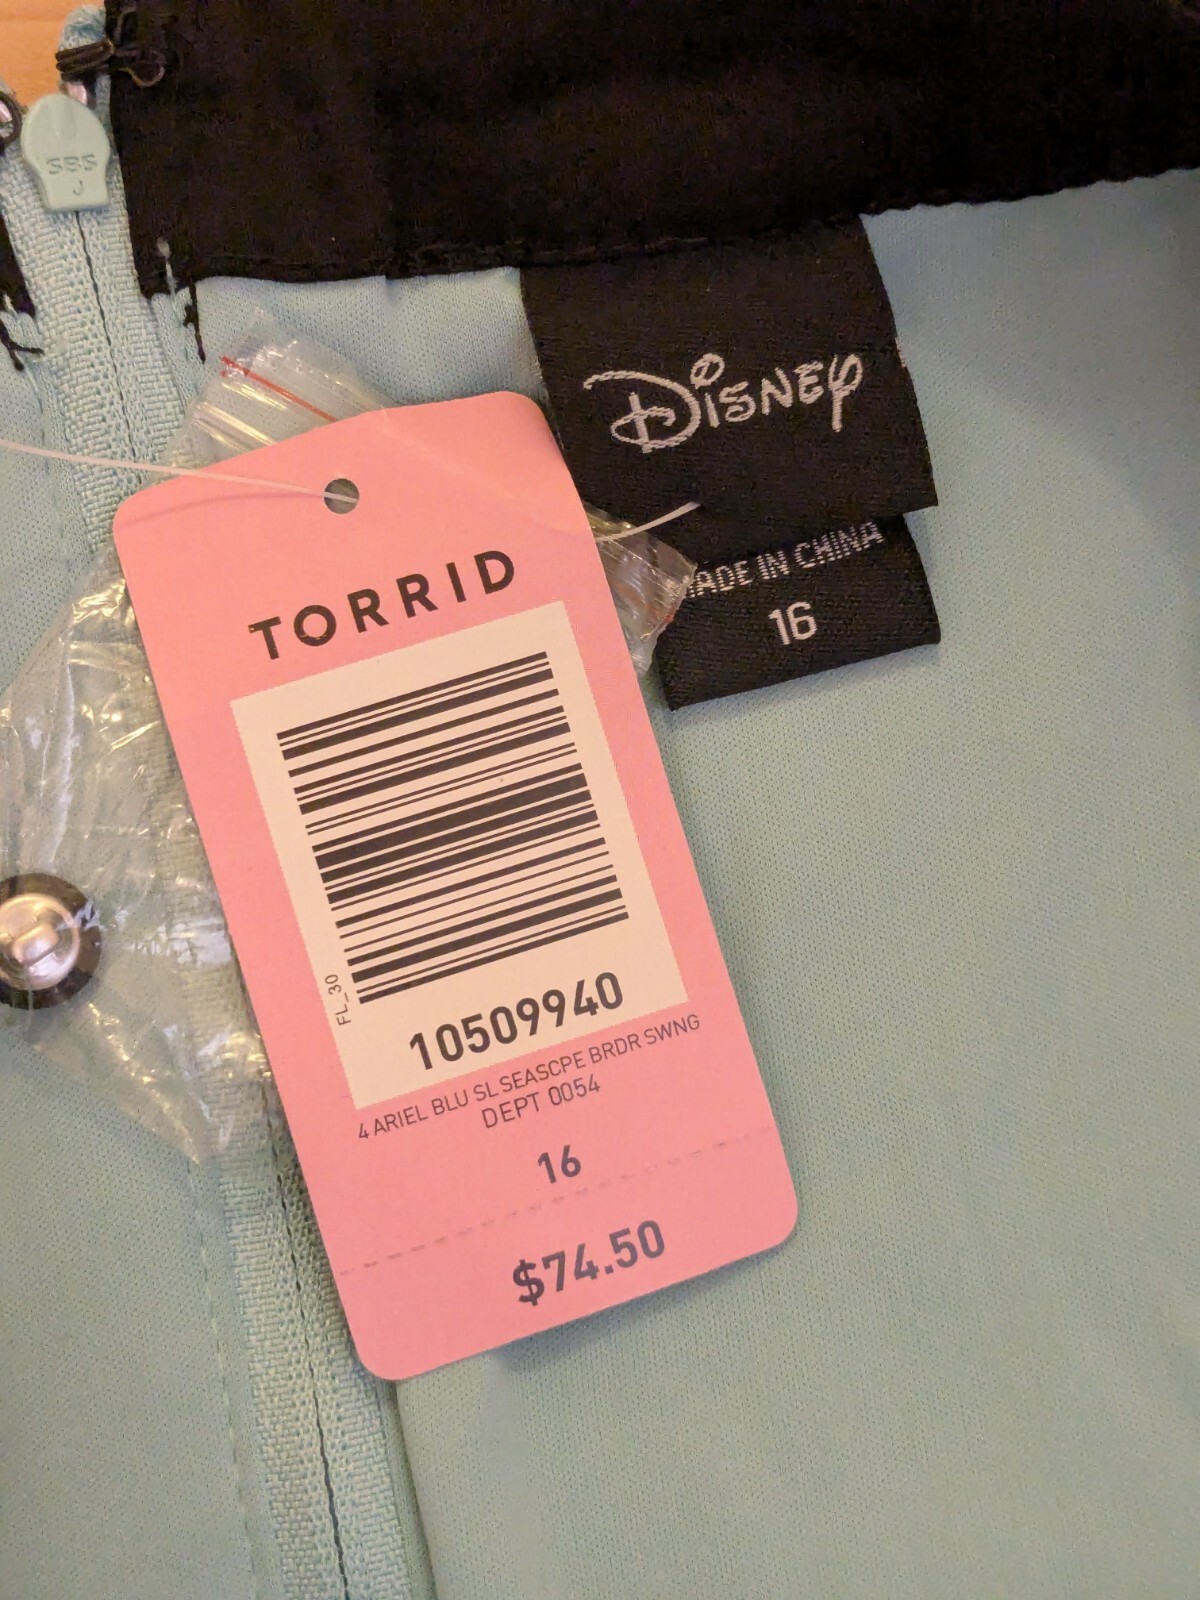 SBS
J
DISNEY
MADE IN CHINA
16
TORRID
FL_30
10509940
4 ARIEL BLU SL SEASCPE BRDR SWNG
DEPT 0054
16
$74.50